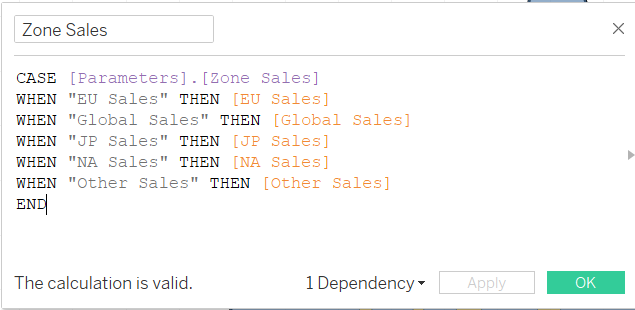 Zone Sales
CASE [Parameters].[Zone Sales]
WHEN "EU Sales" THEN [EU Sales]
WHEN "Global Sales" THEN [Global Sales]
WHEN "JP Sales" THEN [JP Sales]
WHEN "NA Sales" THEN [NA Sales]
WHEN "Other Sales" THEN [Other Sales]
END
The calculation is valid. 1 Dependency Apply OK